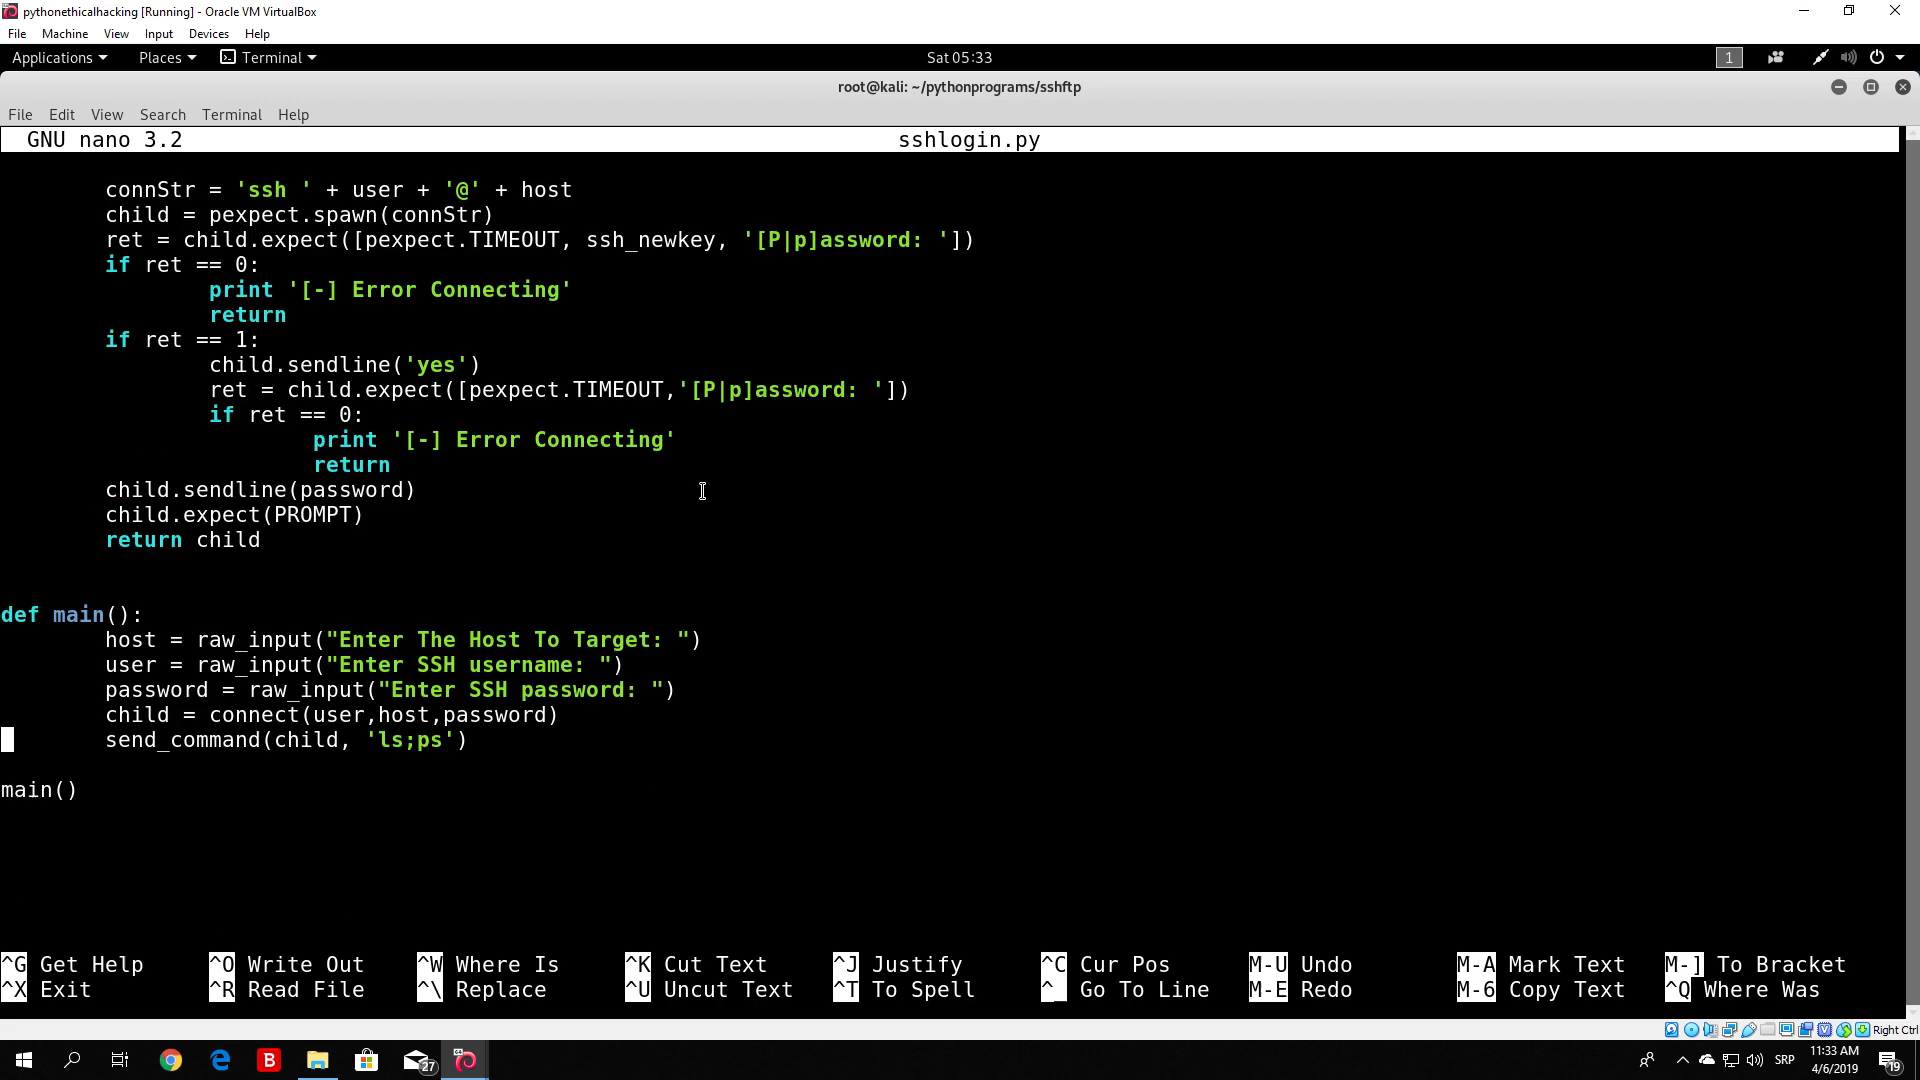 pythonethicalhacking [Running] - Oracle VM VirtualBox
File Machine View Input Devices Help
Applications Places Terminal Sat 05:33 1
root@kali: ~/pythonprograms/sshftp
File Edit View Search Terminal Help
GNU nano 3.2 sshlogin.py
connStr = 'ssh ' + user + '@' + host
child = pexpect.spawn(connStr)
ret = child.expect([pexpect.TIMEOUT, ssh_newkey, '[P|p]assword: '])
if ret == 0:
print '[-] Error Connecting'
return
if ret == 1:
child.sendline('yes')
ret = child.expect([pexpect.TIMEOUT,'[P|p]assword: '])
if ret == 0:
print '[-] Error Connecting'
return
child.sendline(password)
child.expect(PROMPT)
return child
def main():
host = raw_input("Enter The Host To Target: ")
user = raw_input("Enter SSH username: ")
password = raw_input("Enter SSH password: ")
child = connect(user,host,password)
send_command(child, 'ls;ps')
main()
^G Get Help ^O Write Out ^W Where Is ^K Cut Text ^J Justify ^C Cur Pos M-U Undo M-A Mark Text M-] To Bracket
^X Exit ^R Read File ^\ Replace ^U Uncut Text ^T To Spell ^_ Go To Line M-E Redo M-6 Copy Text ^Q Where Was
Right Ctrl
27 SRP 11:33 AM 19
4/6/2019